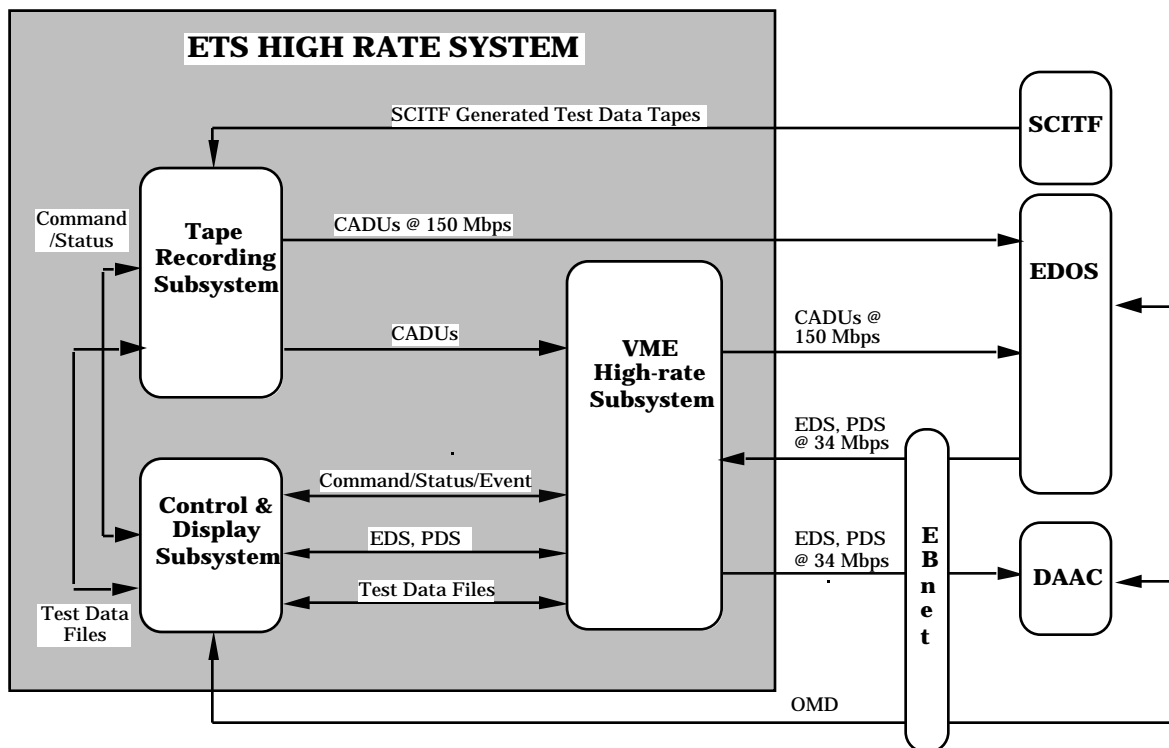 ETS HIGH RATE SYSTEM
SCITF Generated Test Data Tapes
SCITF
Command
/Status
Tape
Recording
Subsystem
CADUs @ 150 Mbps
EDOS
CADUs
VME
High-rate
Subsystem
CADUs @
150 Mbps
EDS, PDS
@ 34 Mbps
Control &
Display
Subsystem
Command/Status/Event
EDS, PDS
Test Data Files
EDS, PDS
@ 34 Mbps
E
B
n
e
t
DAAC
Test Data
Files
OMD